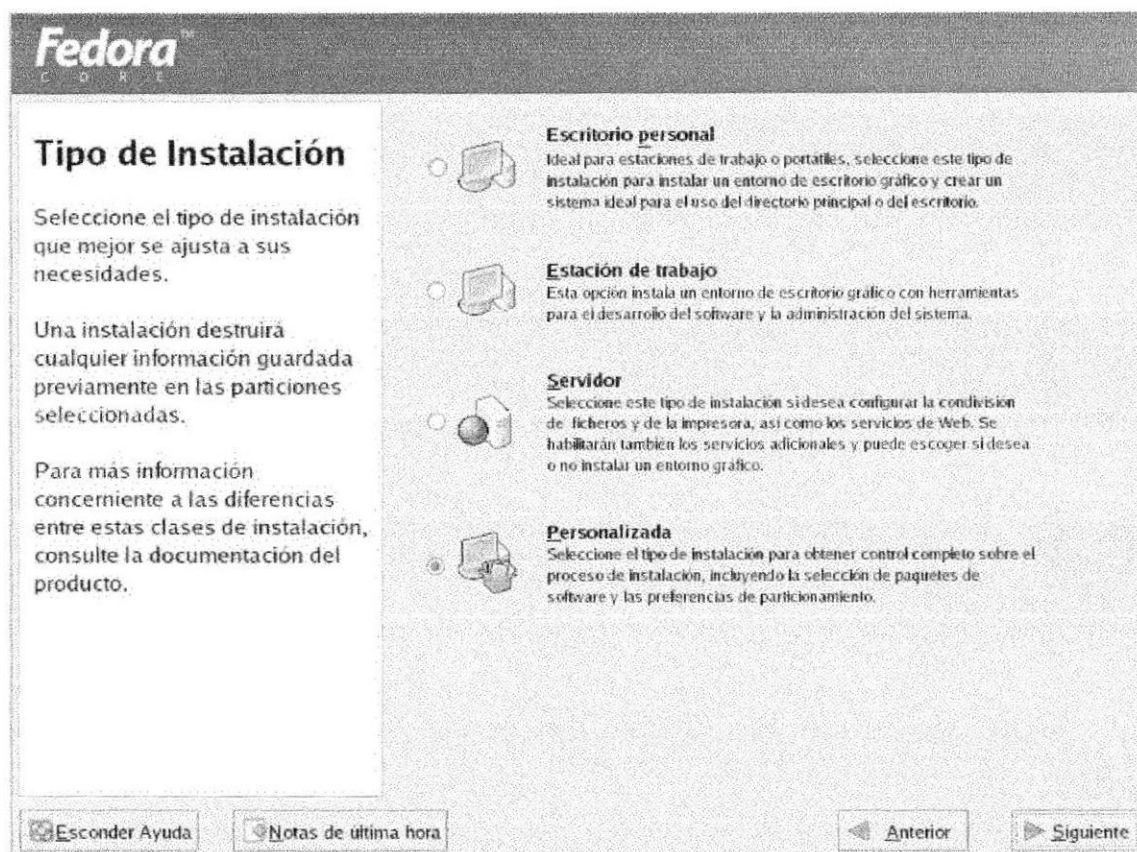 Fedora™
CORE
Tipo de Instalación
Seleccione el tipo de instalación
que mejor se ajusta a sus
necesidades.
Una instalación destruirá
cualquier información guardada
previamente en las particiones
seleccionadas.
Para más información
concerniente a las diferencias
entre estas clases de instalación,
consulte la documentación del
producto.
Escritorio personal
Ideal para estaciones de trabajo o portátiles, seleccione este tipo de
instalación para instalar un entorno de escritorio gráfico y crear un
sistema ideal para el uso del directorio principal o del escritorio.
Estación de trabajo
Esta opción instala un entorno de escritorio gráfico con herramientas
para el desarrollo del software y la administración del sistema.
Servidor
Seleccione este tipo de instalación si desea configurar la condivision
de ficheros y de la impresora, así como los servicios de Web. Se
habilitarán también los servicios adicionales y puede escoger si desea
o no instalar un entorno gráfico.
Personalizada
Seleccione el tipo de instalación para obtener control completo sobre el
proceso de instalación, incluyendo la selección de paquetes de
software y las preferencias de particionamiento.
Esconder Ayuda
Notas de última hora
Anterior
Siguiente